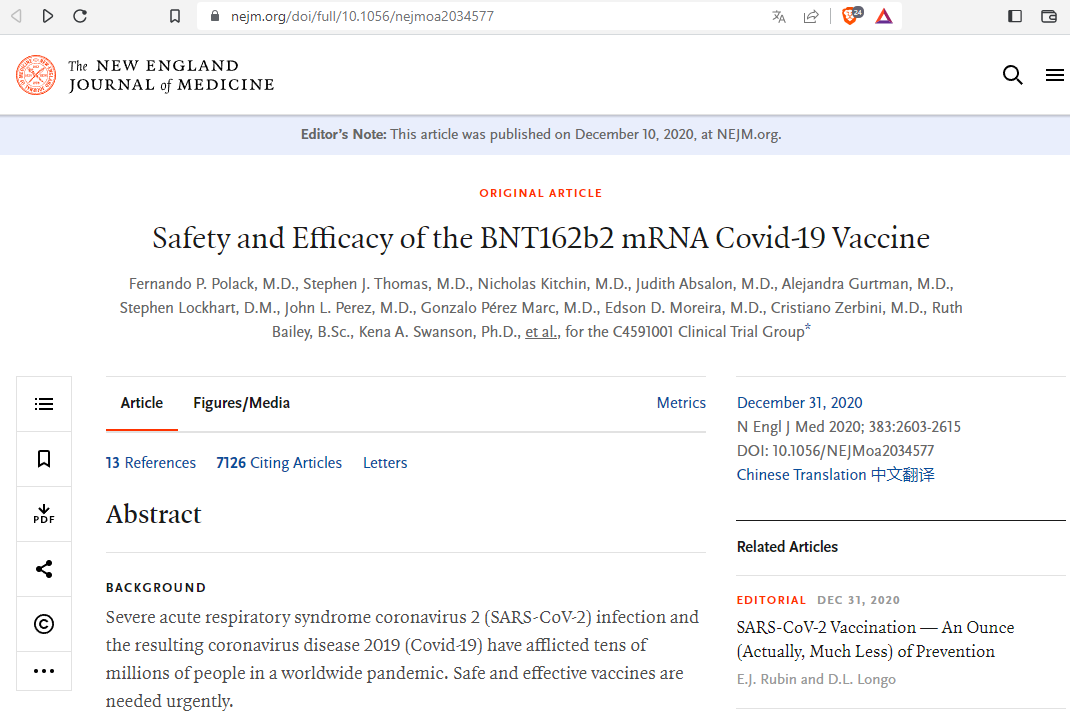 nejm.org/doi/full/10.1056/nejmoa2034577
24
The NEW ENGLAND
JOURNAL of MEDICINE
Editor's Note: This article was published on December 10, 2020, at NEJM.org.
ORIGINAL ARTICLE
Safety and Efficacy of the BNT162b2 mRNA Covid-19 Vaccine
Fernando P. Polack, M.D., Stephen J. Thomas, M.D., Nicholas Kitchin, M.D., Judith Absalon, M.D., Alejandra Gurtman, M.D.,
Stephen Lockhart, D.M., John L. Perez, M.D., Gonzalo Pérez Marc, M.D., Edson D. Moreira, M.D., Cristiano Zerbini, M.D., Ruth
Bailey, B.Sc., Kena A. Swanson, Ph.D., et al., for the C4591001 Clinical Trial Group*
Article Figures/Media Metrics
13 References 7126 Citing Articles Letters
PDF
Abstract
BACKGROUND
Severe acute respiratory syndrome coronavirus 2 (SARS-CoV-2) infection and
the resulting coronavirus disease 2019 (Covid-19) have afflicted tens of
millions of people in a worldwide pandemic. Safe and effective vaccines are
needed urgently.
December 31, 2020
N Engl J Med 2020; 383:2603-2615
DOI: 10.1056/NEJMoa2034577
Chinese Translation 中文翻译
Related Articles
EDITORIAL DEC 31, 2020
SARS-CoV-2 Vaccination — An Ounce
(Actually, Much Less) of Prevention
E.J. Rubin and D.L. Longo